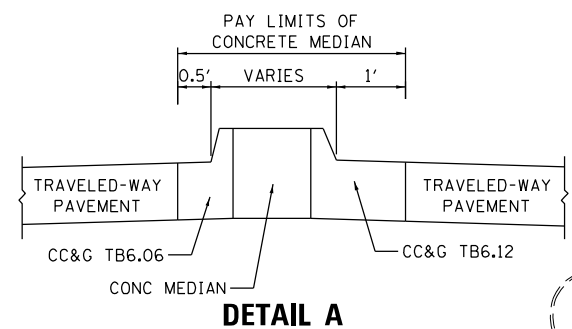 PAY LIMITS OF
CONCRETE MEDIAN
0.5' VARIES 1'
TRAVELED-WAY
PAVEMENT
TRAVELED-WAY
PAVEMENT
CC&G TB6.06
CC&G TB6.12
CONC MEDIAN
DETAIL A